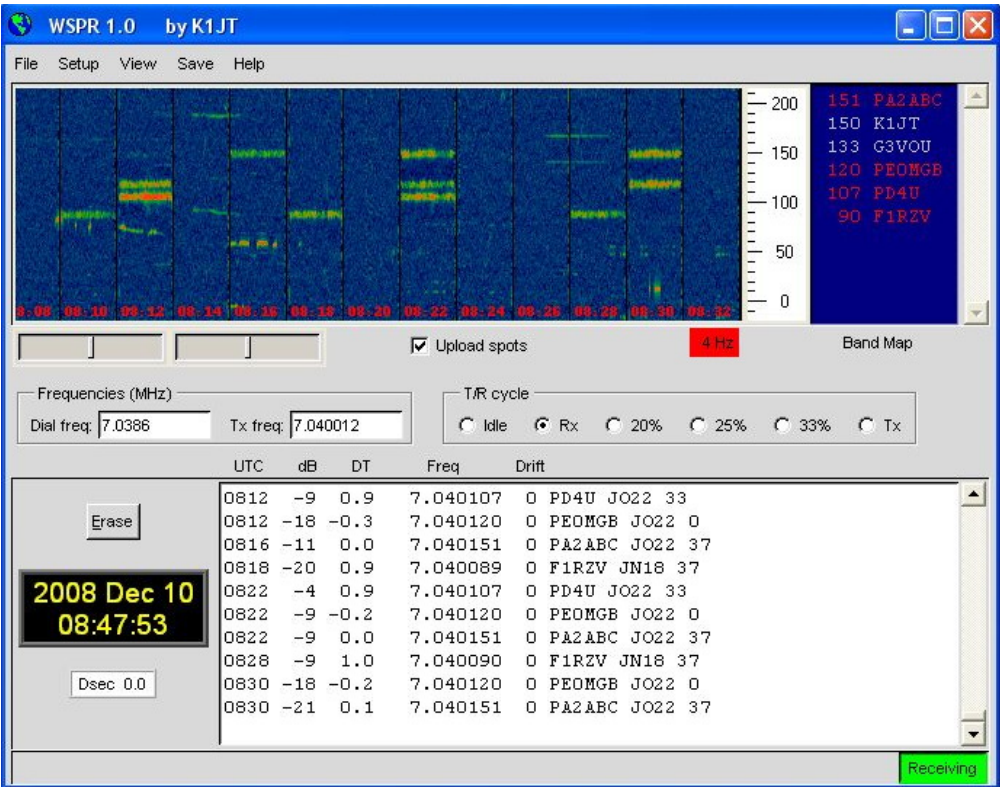 WSPR 1.0 by K1JT
File Setup View Save Help
200
150
100
50
0
151 PA2ABC
150 K1JT
133 G3VOU
120 PE0MGB
107 PD4U
90 F1RZV
8:08 08:10 08:12 08:14 08:16 08:18 08:20 08:22 08:24 08:26 08:28 08:30 08:32
Upload spots
4 Hz
Band Map
Frequencies (MHz)
Dial freq: 7.0386 Tx freq: 7.040012
T/R cycle
Idle Rx 20% 25% 33% Tx
UTC dB DT Freq Drift
0812 -9 0.9 7.040107 0 PD4U JO22 33
0812 -18 -0.3 7.040120 0 PE0MGB JO22 0
0816 -11 0.0 7.040151 0 PA2ABC JO22 37
0818 -20 0.9 7.040089 0 F1RZV JN18 37
0822 -4 0.9 7.040107 0 PD4U JO22 33
0822 -9 -0.2 7.040120 0 PE0MGB JO22 0
0822 -9 0.0 7.040151 0 PA2ABC JO22 37
0828 -9 1.0 7.040090 0 F1RZV JN18 37
0830 -18 -0.2 7.040120 0 PE0MGB JO22 0
0830 -21 0.1 7.040151 0 PA2ABC JO22 37
Erase
2008 Dec 10
08:47:53
Dsec 0.0
Receiving